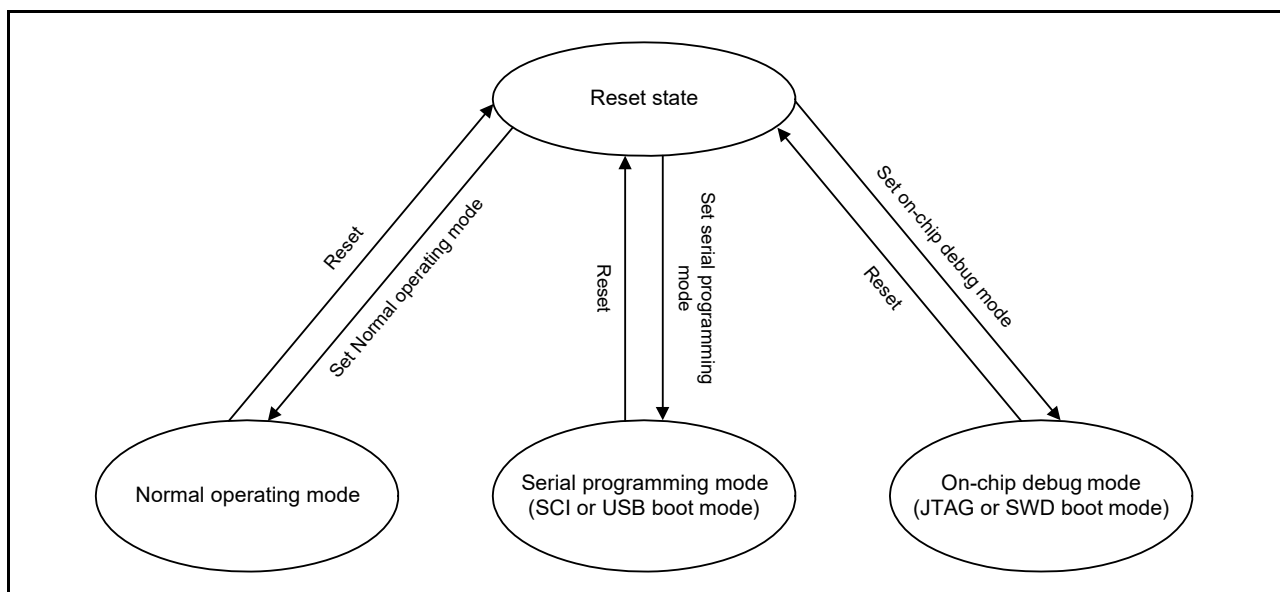 Reset state
Reset
Set Normal operating mode
Reset
Set serial programming
mode
Set on-chip debug mode
Reset
Normal operating mode
Serial programming mode
(SCI or USB boot mode)
On-chip debug mode
(JTAG or SWD boot mode)